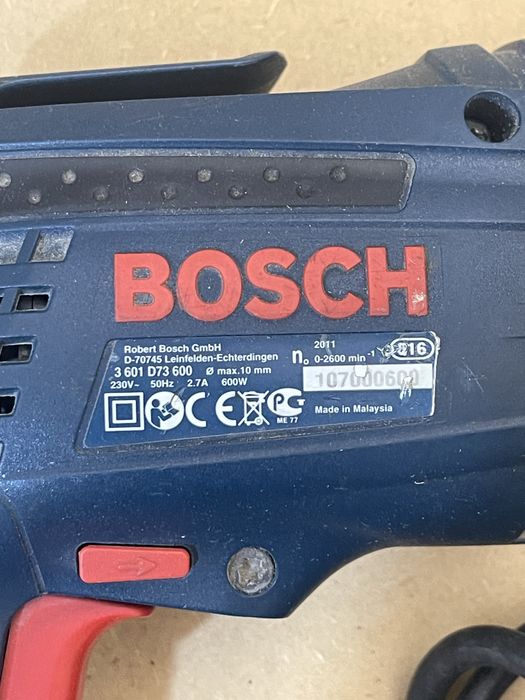 BOSCH
Robert Bosch GmbH
D-70745 Leinfelden-Echterdingen
3 601 D73 600 Ø max.10 mm
230V~ 50Hz 2.7A 600W
2011
n₀ 0-2600 min⁻¹
816
107000600
CE
ME 77
Made in Malaysia